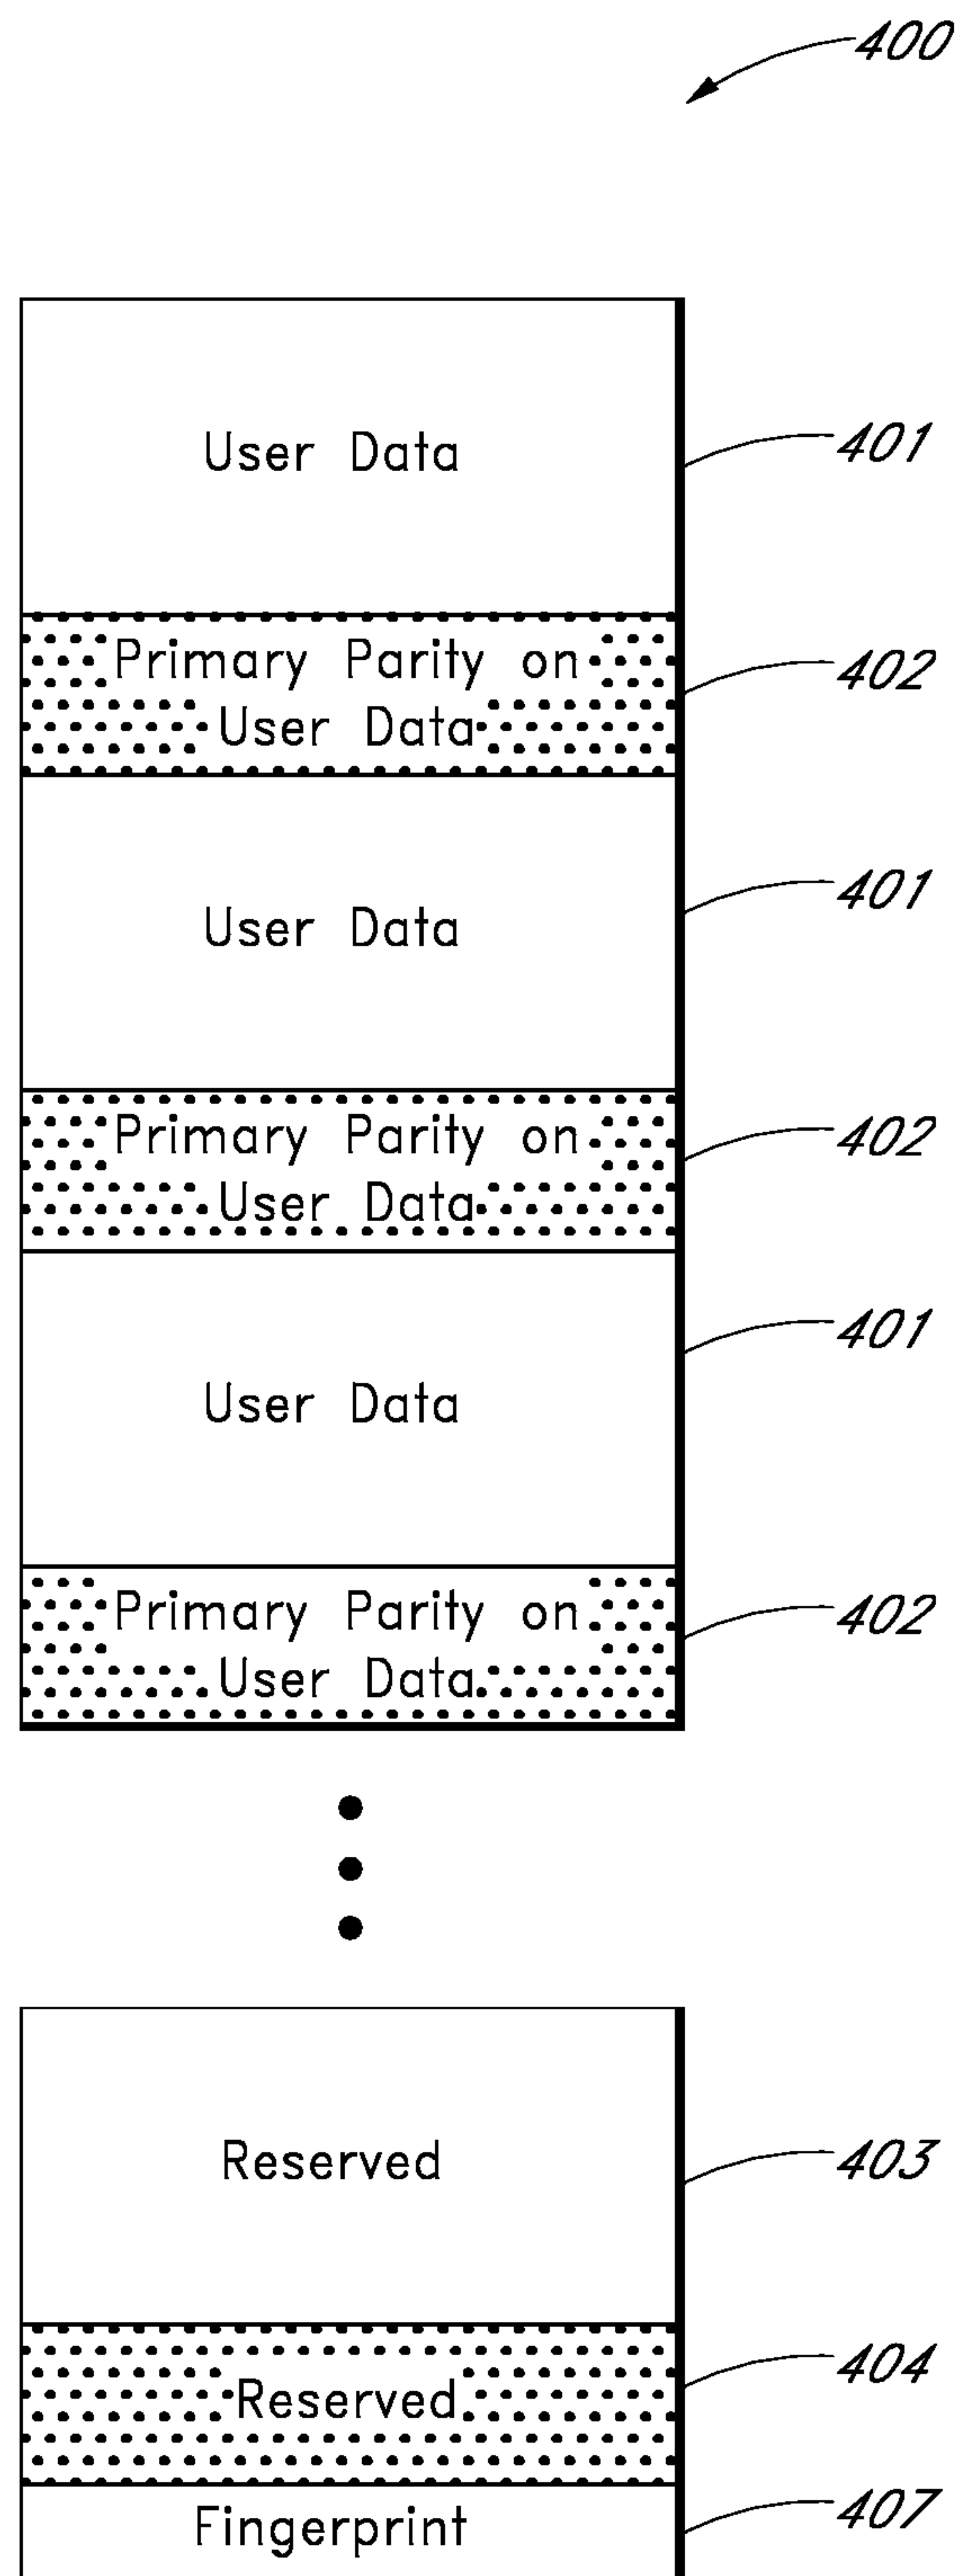 400
User Data
401
Primary Parity on
User Data
402
User Data
401
Primary Parity on
User Data
402
User Data
401
Primary Parity on
User Data
402
Reserved
403
Reserved
404
Fingerprint
407